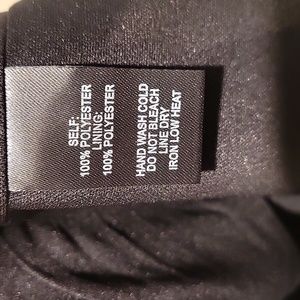 SELF:
100% POLYESTER
LINING:
100% POLYESTER
HAND WASH COLD
DO NOT BLEACH
LINE DRY
IRON LOW HEAT